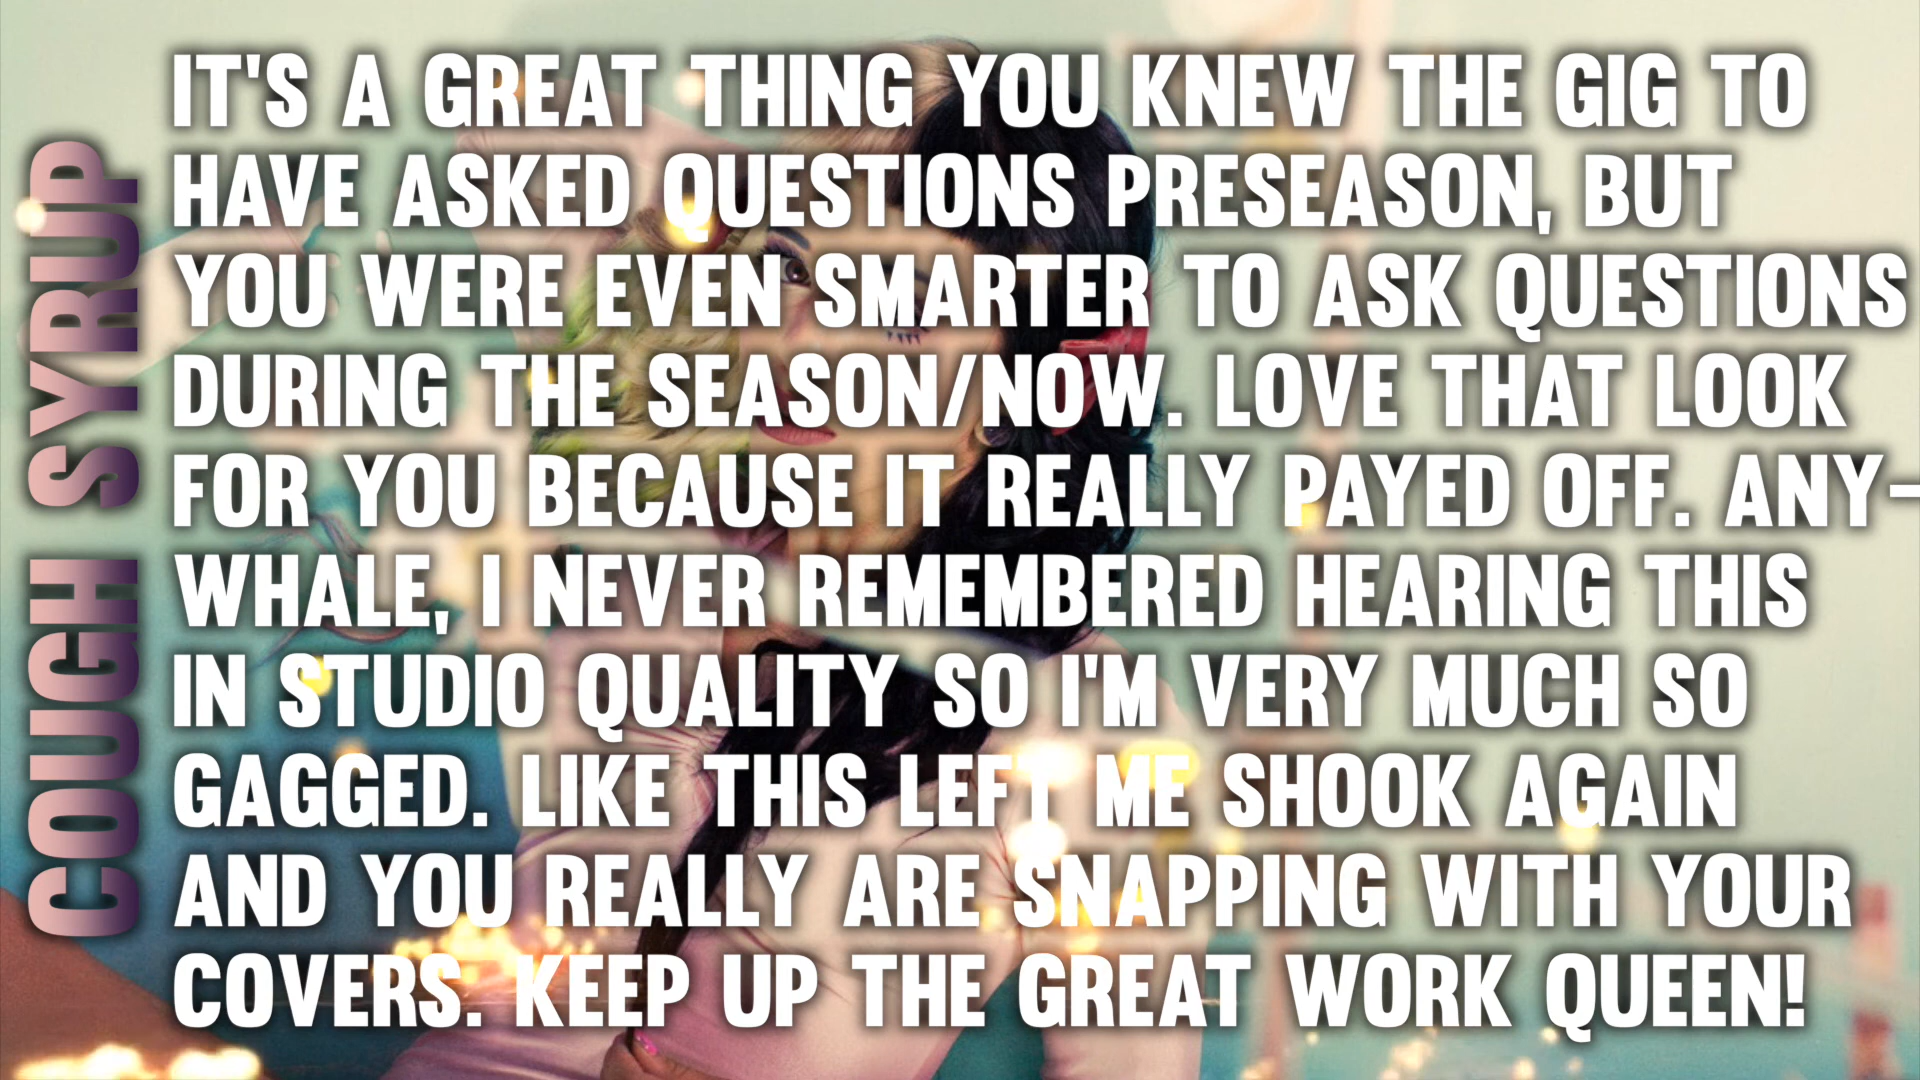 COUGH SYRUP
IT'S A GREAT THING YOU KNEW THE GIG TO
HAVE ASKED QUESTIONS PRESEASON, BUT
YOU WERE EVEN SMARTER TO ASK QUESTIONS
DURING THE SEASON/NOW. LOVE THAT LOOK
FOR YOU BECAUSE IT REALLY PAYED OFF. ANY-
WHALE, I NEVER REMEMBERED HEARING THIS
IN STUDIO QUALITY SO I'M VERY MUCH SO
GAGGED. LIKE THIS LEFT ME SHOOK AGAIN
AND YOU REALLY ARE SNAPPING WITH YOUR
COVERS. KEEP UP THE GREAT WORK QUEEN!